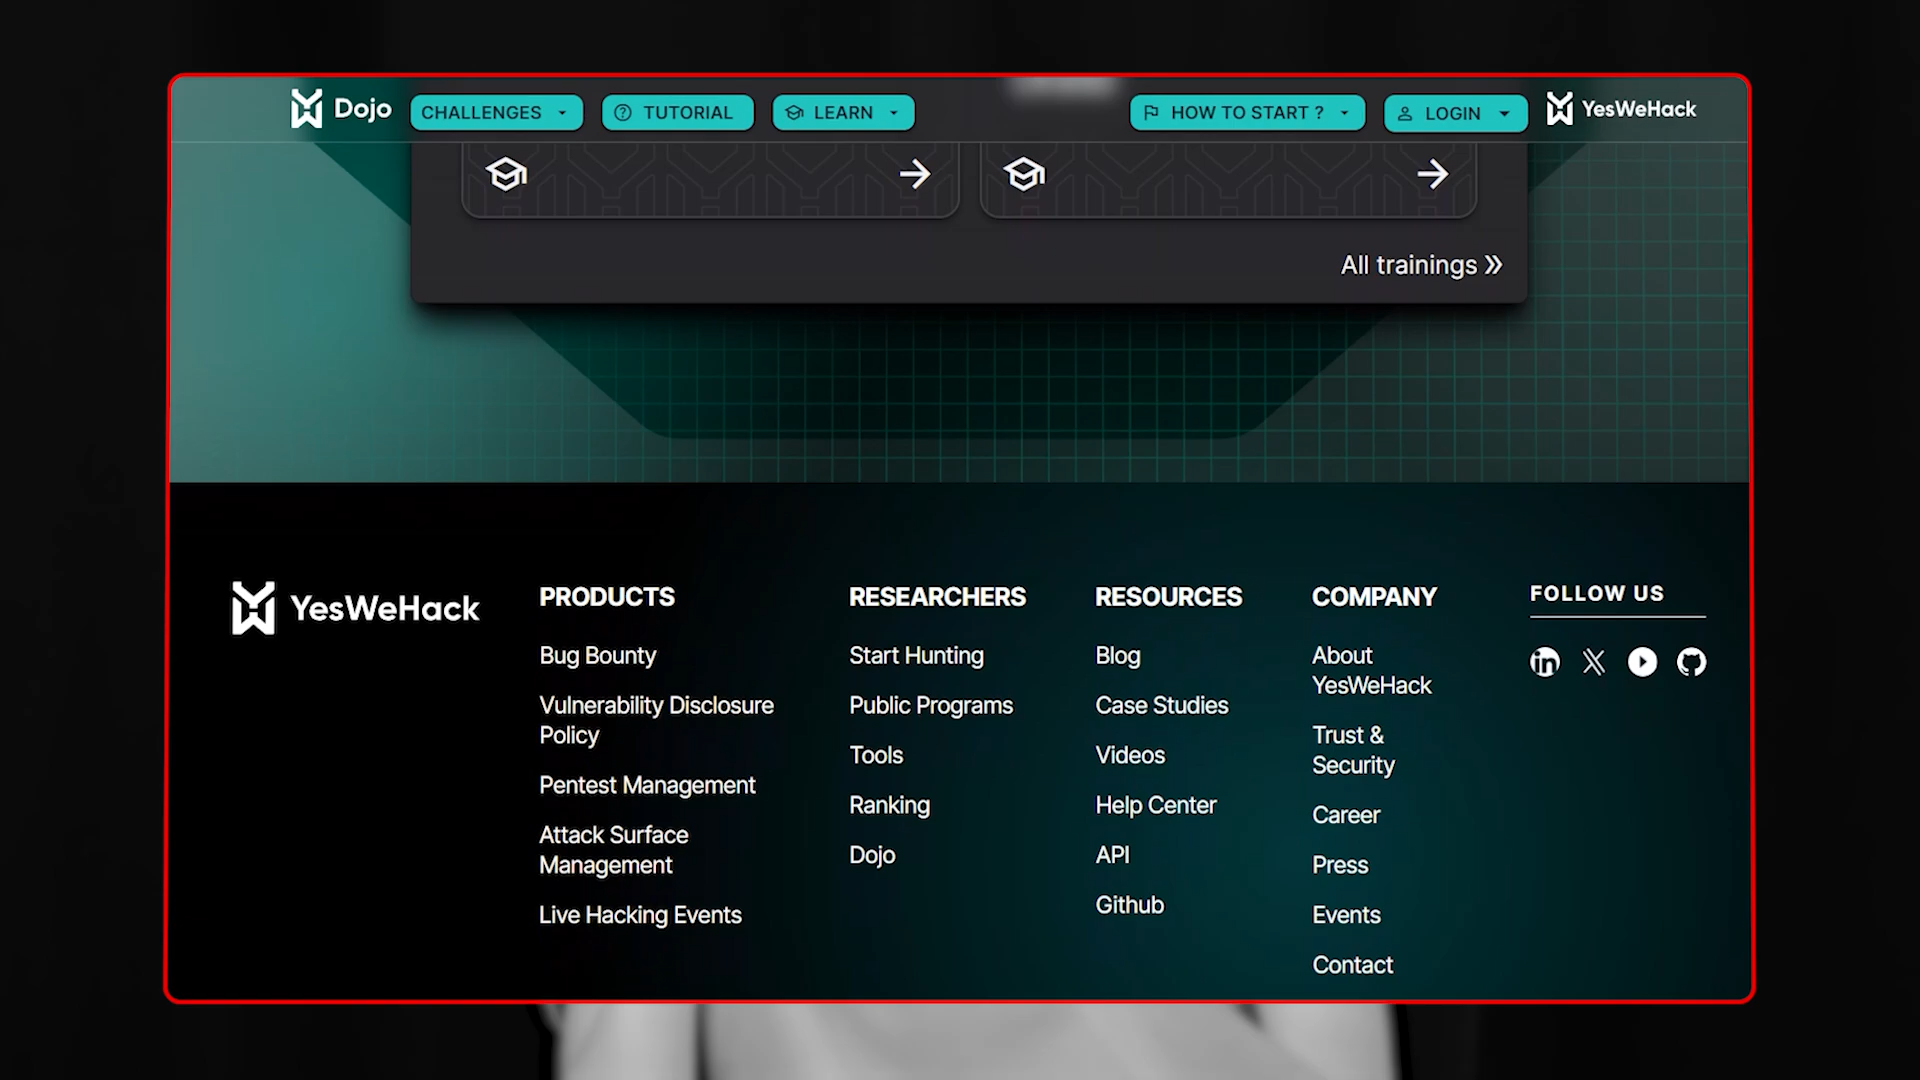 Dojo
CHALLENGES
TUTORIAL
LEARN
HOW TO START ?
LOGIN
YesWeHack
All trainings »
YesWeHack
PRODUCTS
Bug Bounty
Vulnerability Disclosure
Policy
Pentest Management
Attack Surface
Management
Live Hacking Events
RESEARCHERS
Start Hunting
Public Programs
Tools
Ranking
Dojo
RESOURCES
Blog
Case Studies
Videos
Help Center
API
Github
COMPANY
About
YesWeHack
Trust &
Security
Career
Press
Events
Contact
FOLLOW US